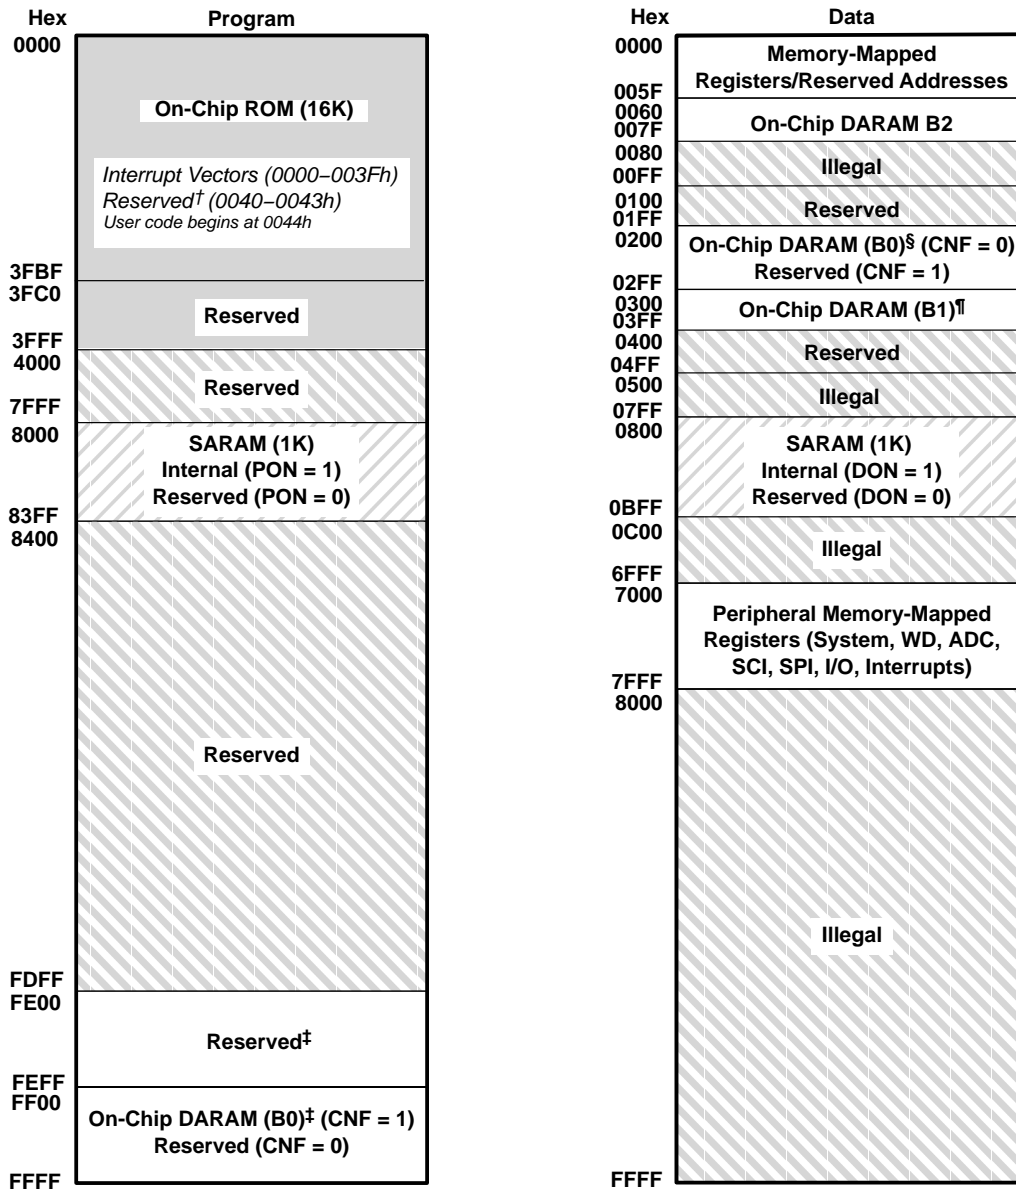 Hex Program
0000
On-Chip ROM (16K)
Interrupt Vectors (0000–003Fh)
Reserved† (0040–0043h)
User code begins at 0044h
3FBF
3FC0
Reserved
3FFF
4000
Reserved
7FFF
8000
SARAM (1K)
Internal (PON = 1)
Reserved (PON = 0)
83FF
8400
Reserved
FDFF
FE00
Reserved‡
FEFF
FF00
On-Chip DARAM (B0)‡ (CNF = 1)
Reserved (CNF = 0)
FFFF
Hex Data
0000
Memory-Mapped
Registers/Reserved Addresses
005F
0060
On-Chip DARAM B2
007F
0080
Illegal
00FF
0100
Reserved
01FF
0200
On-Chip DARAM (B0)§ (CNF = 0)
Reserved (CNF = 1)
02FF
0300
On-Chip DARAM (B1)¶
03FF
0400
Reserved
04FF
0500
Illegal
07FF
0800
SARAM (1K)
Internal (DON = 1)
Reserved (DON = 0)
0BFF
0C00
Illegal
6FFF
7000
Peripheral Memory-Mapped
Registers (System, WD, ADC,
SCI, SPI, I/O, Interrupts)
7FFF
8000
Illegal
FFFF